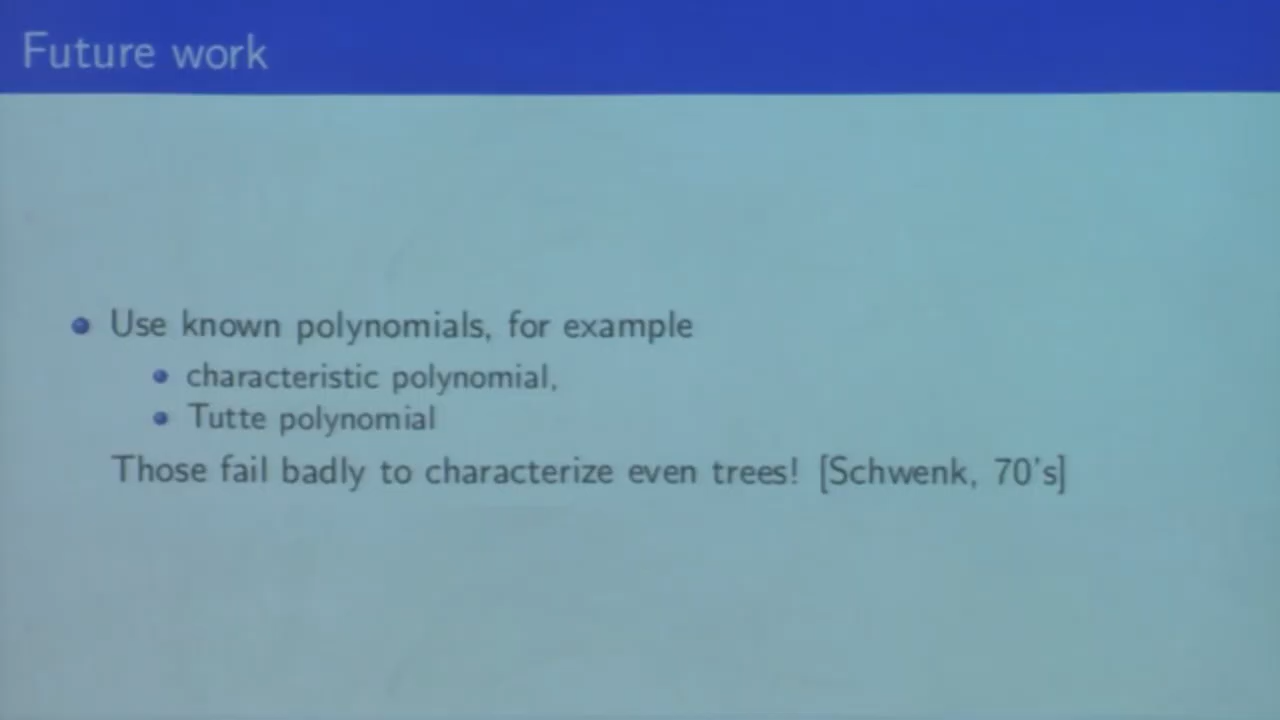 Future work
Use known polynomials, for example
characteristic polynomial,
Tutte polynomial
Those fail badly to characterize even trees! [Schwenk, 70's]